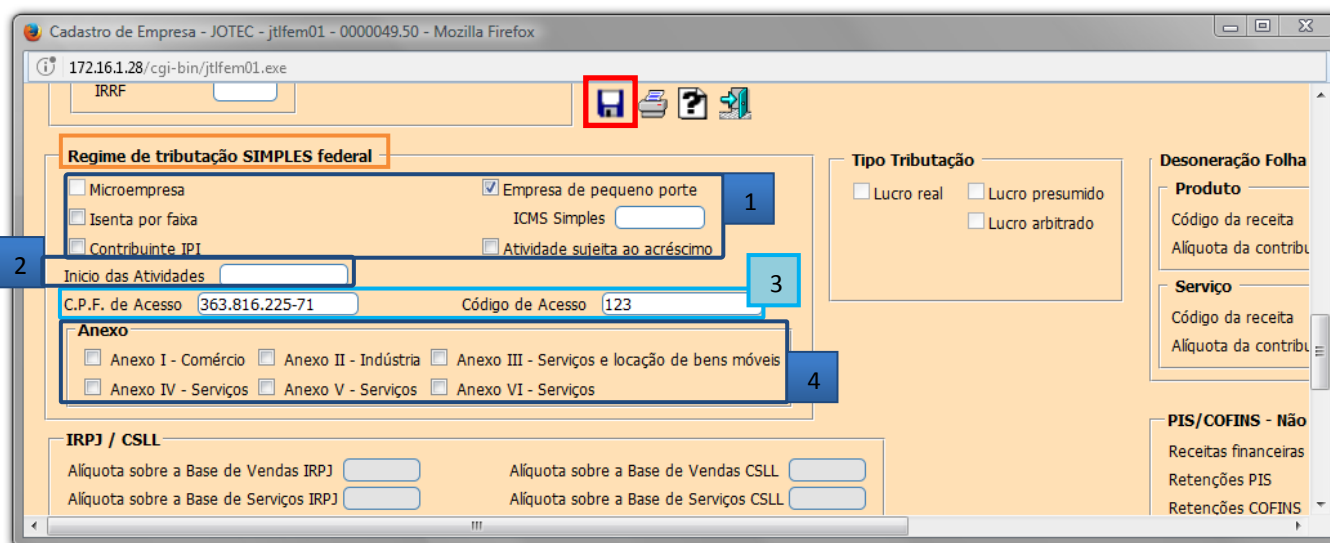 Cadastro de Empresa - JOTEC - jtlfem01 - 0000049.50 - Mozilla Firefox
172.16.1.28/cgi-bin/jtlfem01.exe
IRRF
Regime de tributação SIMPLES federal
Microempresa
Empresa de pequeno porte
1
Isenta por faixa
ICMS Simples
Contribuinte IPI
Atividade sujeita ao acréscimo
2
Inicio das Atividades
3
C.P.F. de Acesso 363.816.225-71
Código de Acesso 123
Anexo
Anexo I - Comércio Anexo II - Indústria Anexo III - Serviços e locação de bens móveis
Anexo IV - Serviços Anexo V - Serviços Anexo VI - Serviços
4
Tipo Tributação
Lucro real Lucro presumido
Lucro arbitrado
Desoneração Folha
Produto
Código da receita
Alíquota da contribu
Serviço
Código da receita
Alíquota da contribu
IRPJ / CSLL
Alíquota sobre a Base de Vendas IRPJ
Alíquota sobre a Base de Vendas CSLL
Alíquota sobre a Base de Serviços IRPJ
Alíquota sobre a Base de Serviços CSLL
PIS/COFINS - Não
Receitas financeiras
Retenções PIS
Retenções COFINS